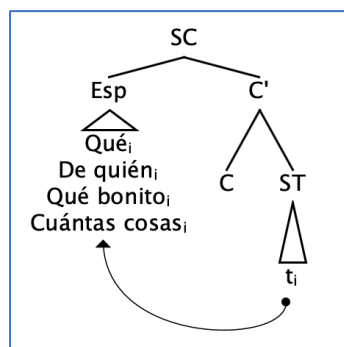 SC
Esp C'
Quéᵢ
De quiénᵢ
Qué bonitoᵢ
C ST
Cuántas cosasᵢ
tᵢ